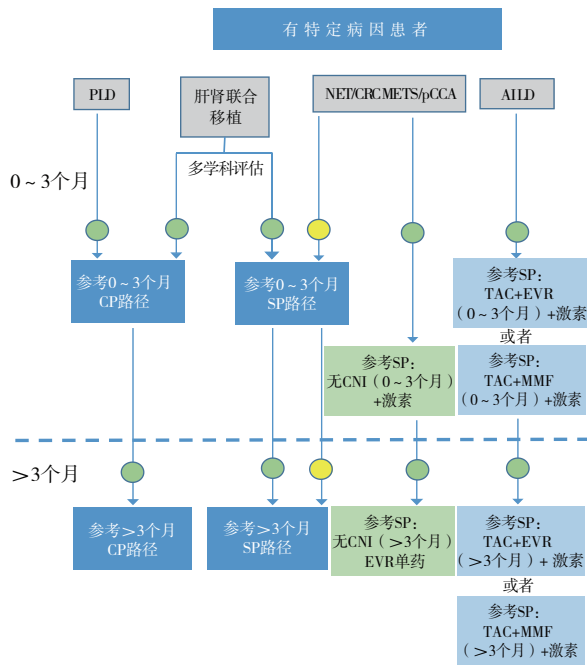 有特定病因患者
PLD
肝肾联合
移植
NET/CRCMETS/pCCA
AILD
多学科评估
0~3个月
参考0~3个月
CP路径
参考0~3个月
SP路径
参考SP:
TAC+EVR
(0~3个月)+激素
或者
参考SP:
无CNI(0~3个月)
+激素
参考SP:
TAC+MMF
(0~3个月)+激素
>3个月
参考>3个月
CP路径
参考>3个月
SP路径
参考SP:
无CNI(>3个月)
EVR单药
参考SP:
TAC+EVR
(>3个月)+激素
或者
参考SP:
TAC+MMF
(>3个月)+激素